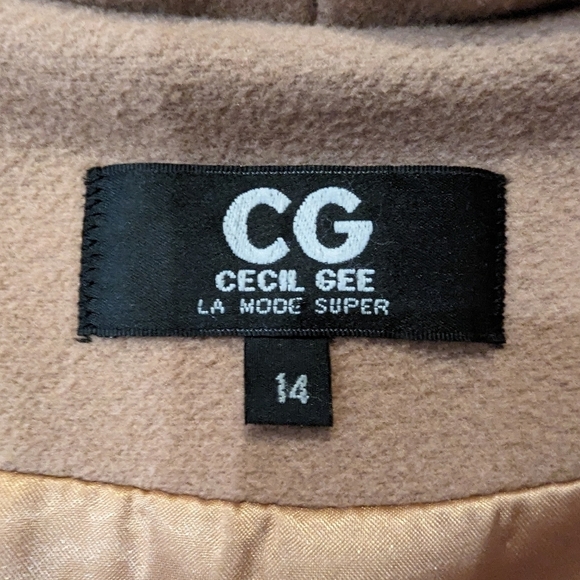 CG
CECIL GEE
LA MODE SUPER
14